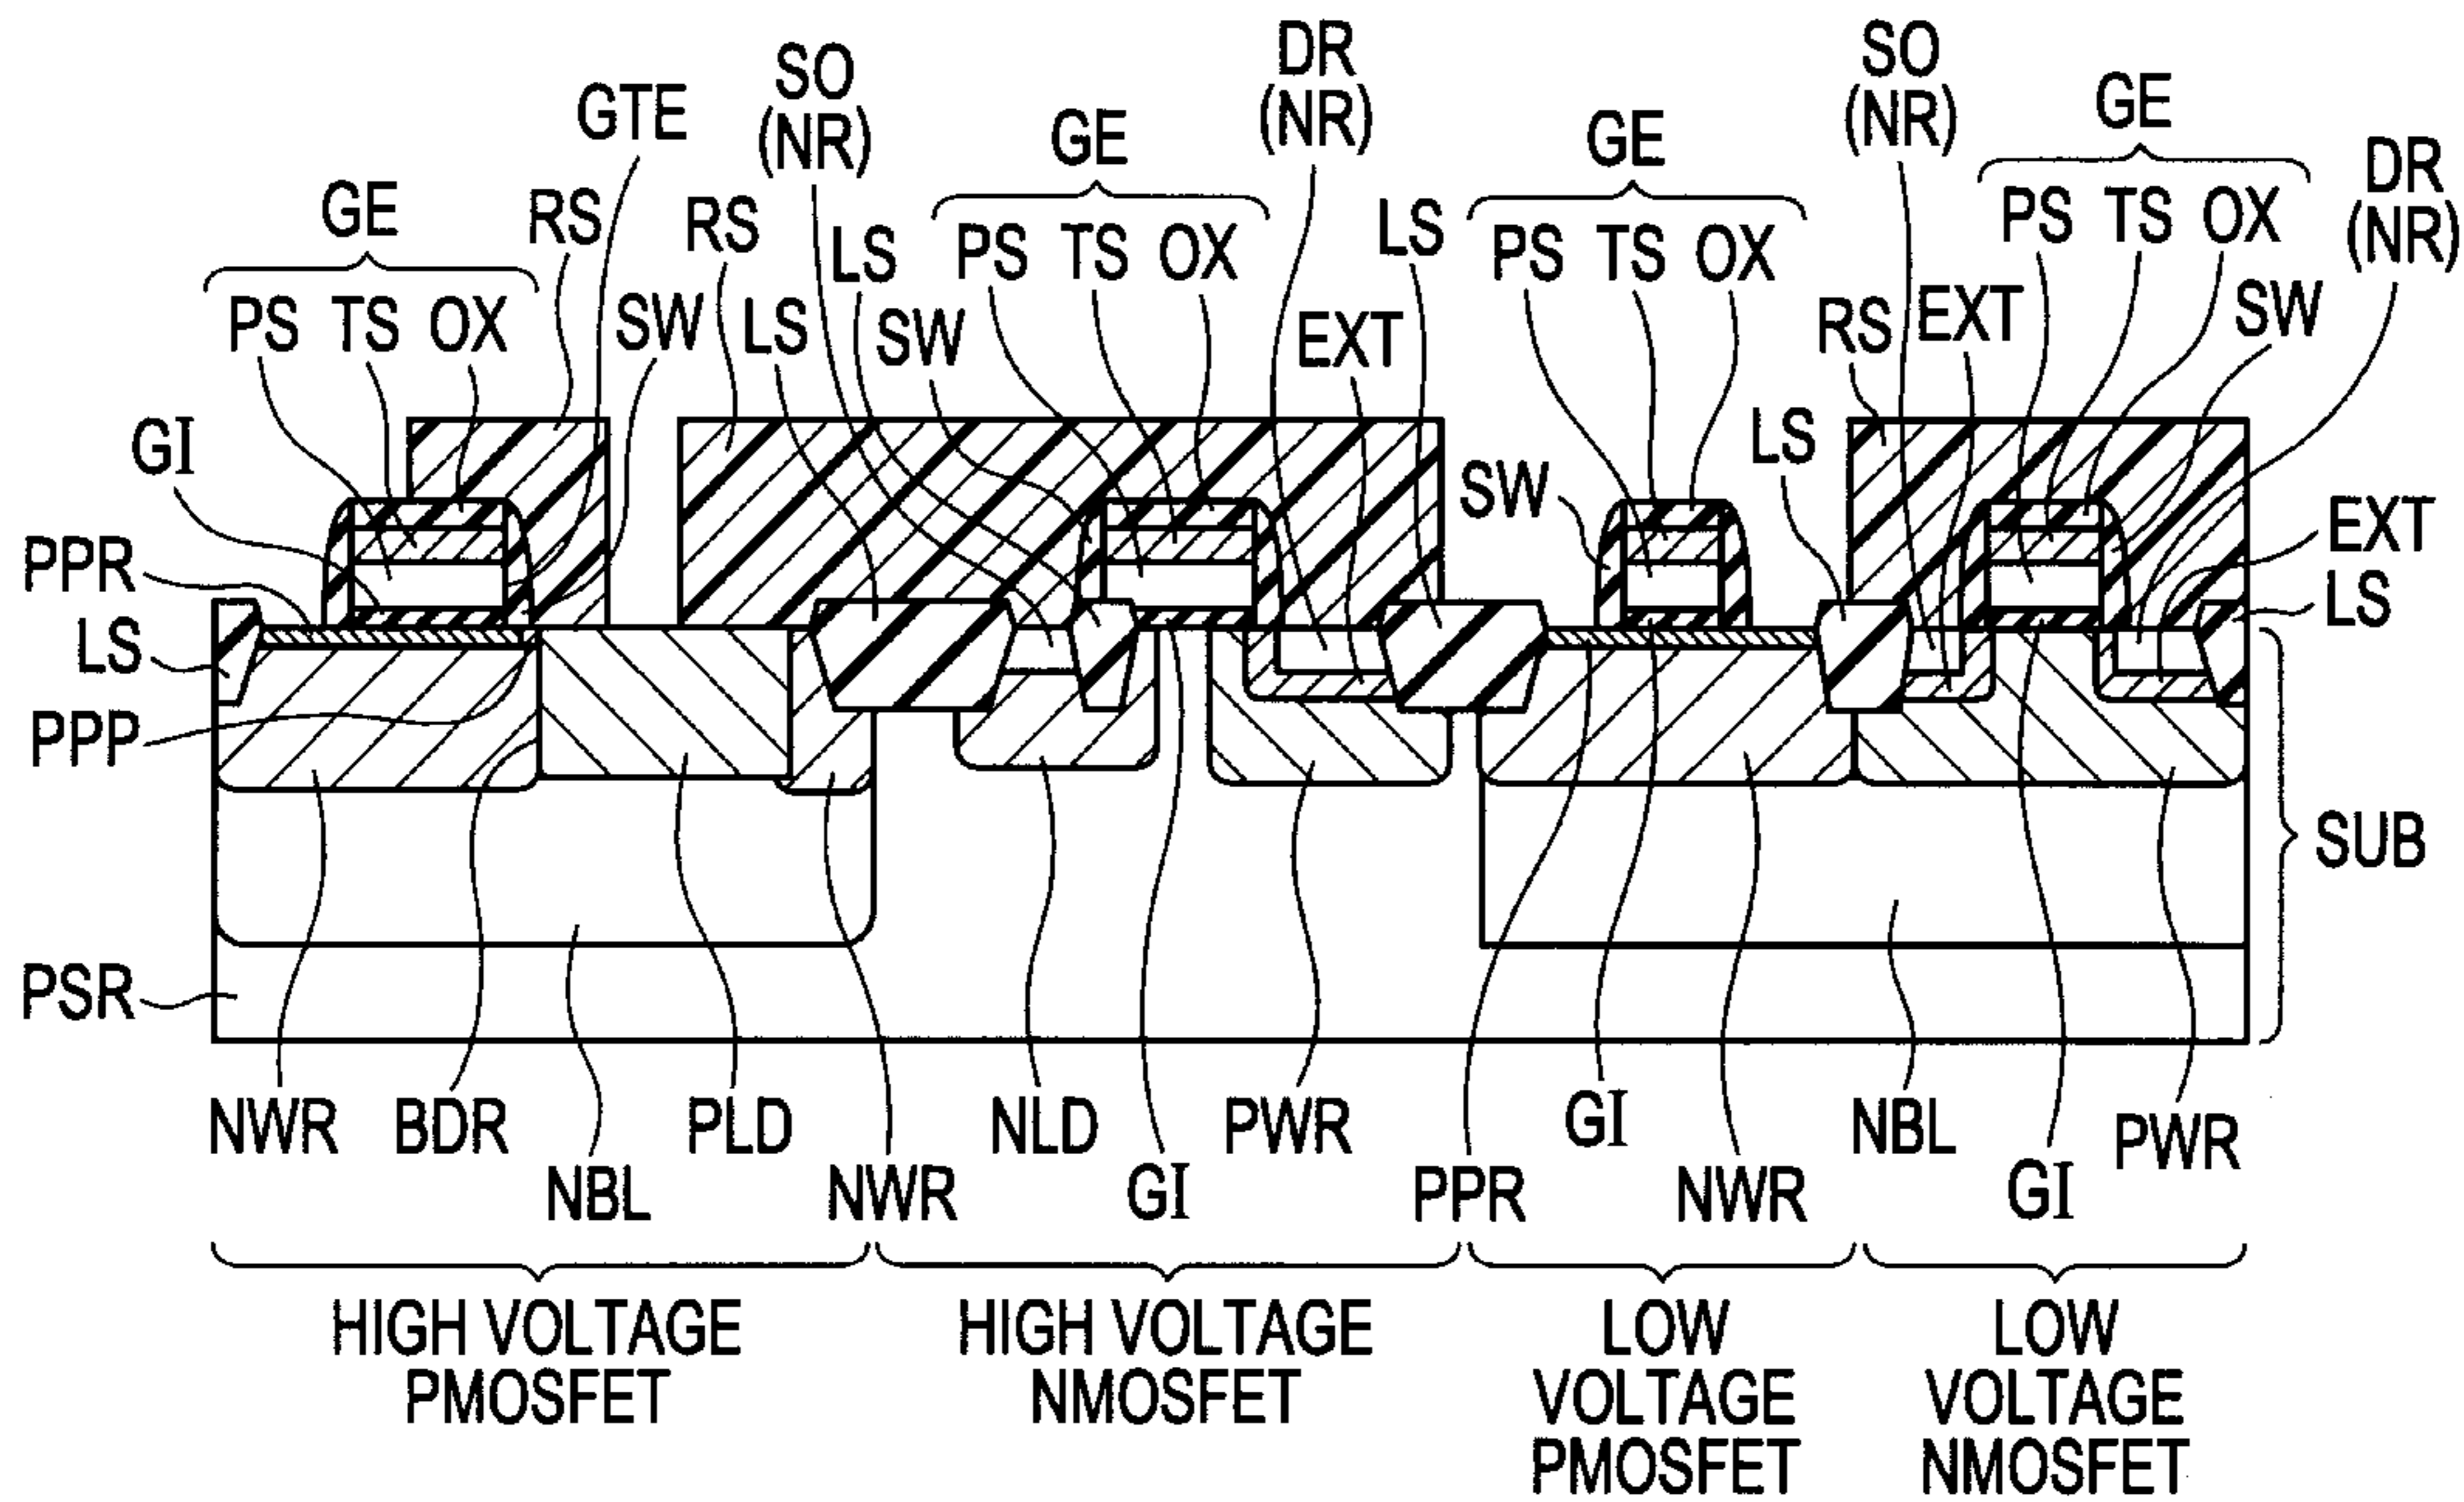 SO
(NR)
DR
(NR)
SO
(NR)
GTE
GE
GE
GE
DR
(NR)
GE
RS
RS
LS
PS TS OX
LS
PS TS OX
PS TS OX
PS TS OX
SW
LS
SW
EXT
RS
EXT
SW
GI
LS
SW
PPR
EXT
LS
LS
PPP
SUB
PSR
NWR
BDR
PLD
NLD
PWR
GI
NBL
PWR
NBL
NWR
GI
PPR
NWR
GI
HIGH VOLTAGE
PMOSFET
HIGH VOLTAGE
NMOSFET
LOW
VOLTAGE
PMOSFET
LOW
VOLTAGE
NMOSFET